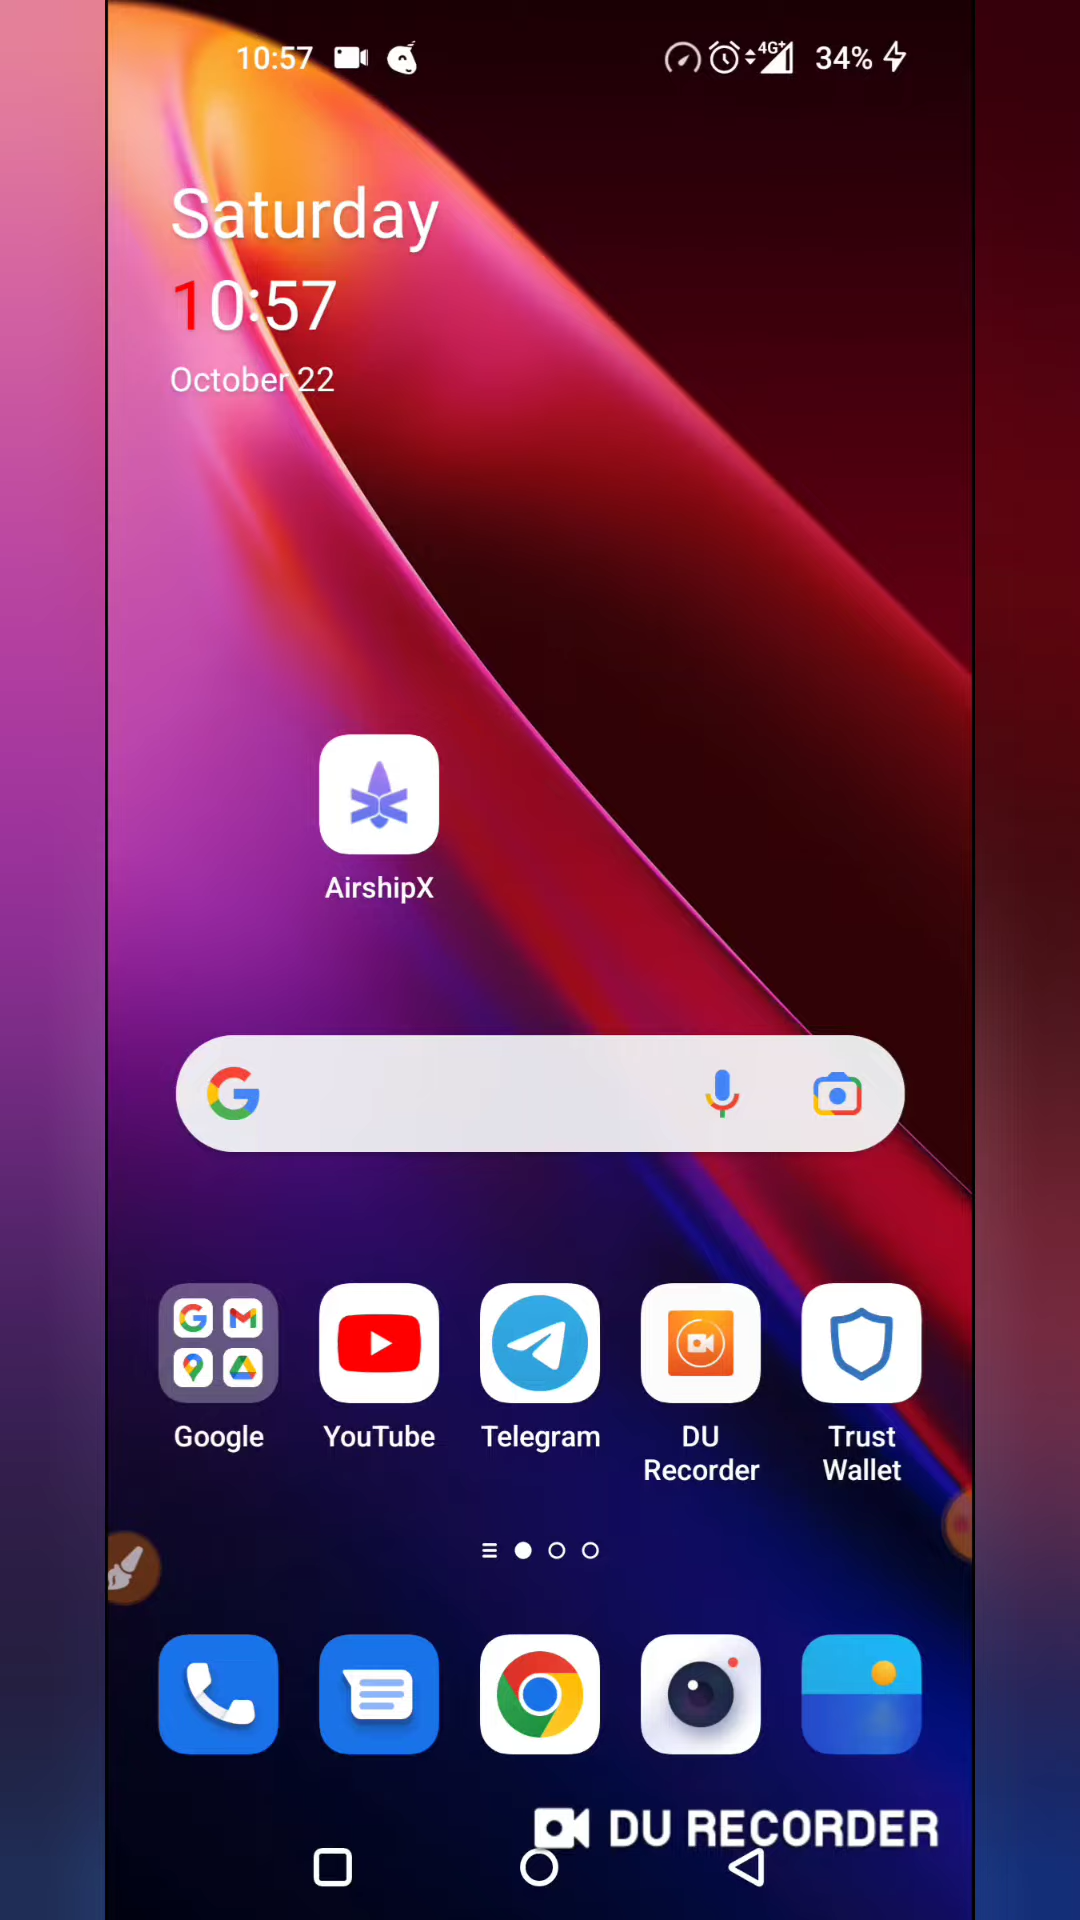 10:57
4G+
34%
Saturday
10:57
October 22
AirshipX
Google
YouTube
Telegram
DU
Recorder
Trust
Wallet
DU RECORDER